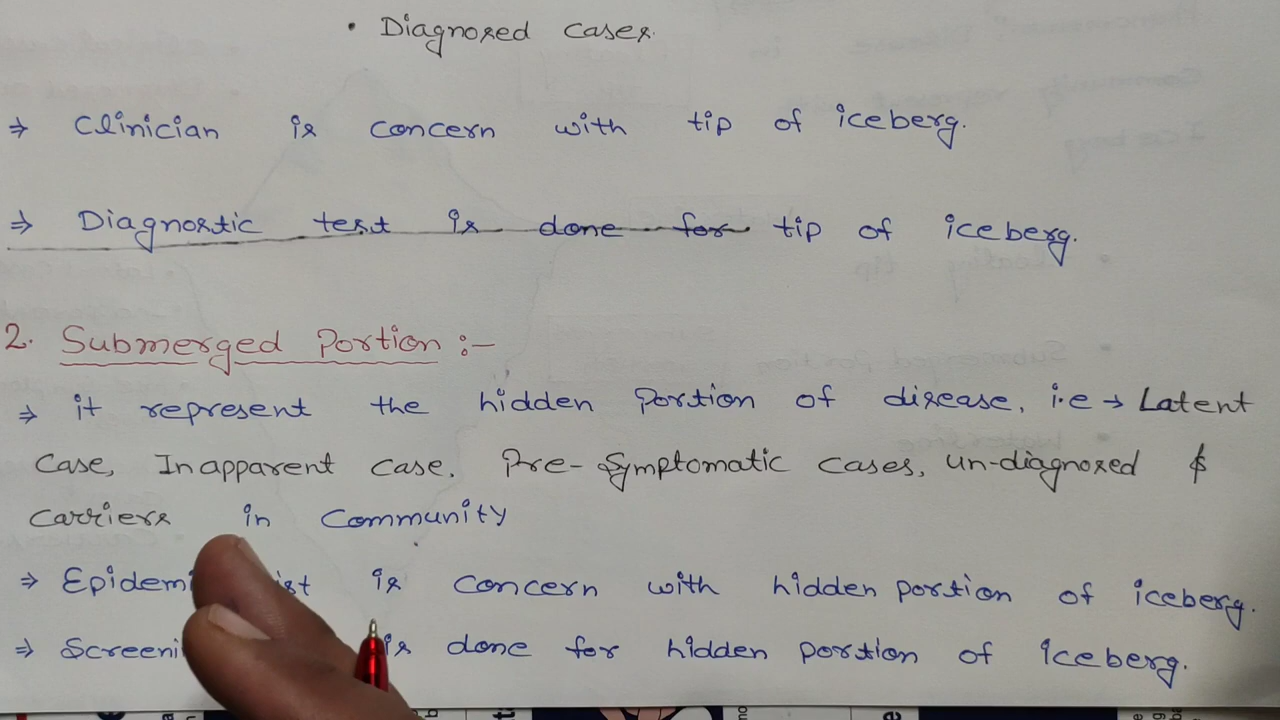 • Diagnosed cases.
⇒ Clinician is concern with tip of iceberg.
⇒ Diagnostic test is done for tip of iceberg.
2. Submerged Portion :-
⇒ it represent the hidden portion of disease, i.e → Latent
case, Inapparent case. Pre-Symptomatic cases, un-diagnosed &
carriers in Community
⇒ is concern with hidden portion of iceberg.
⇒ is done for hidden portion of iceberg.